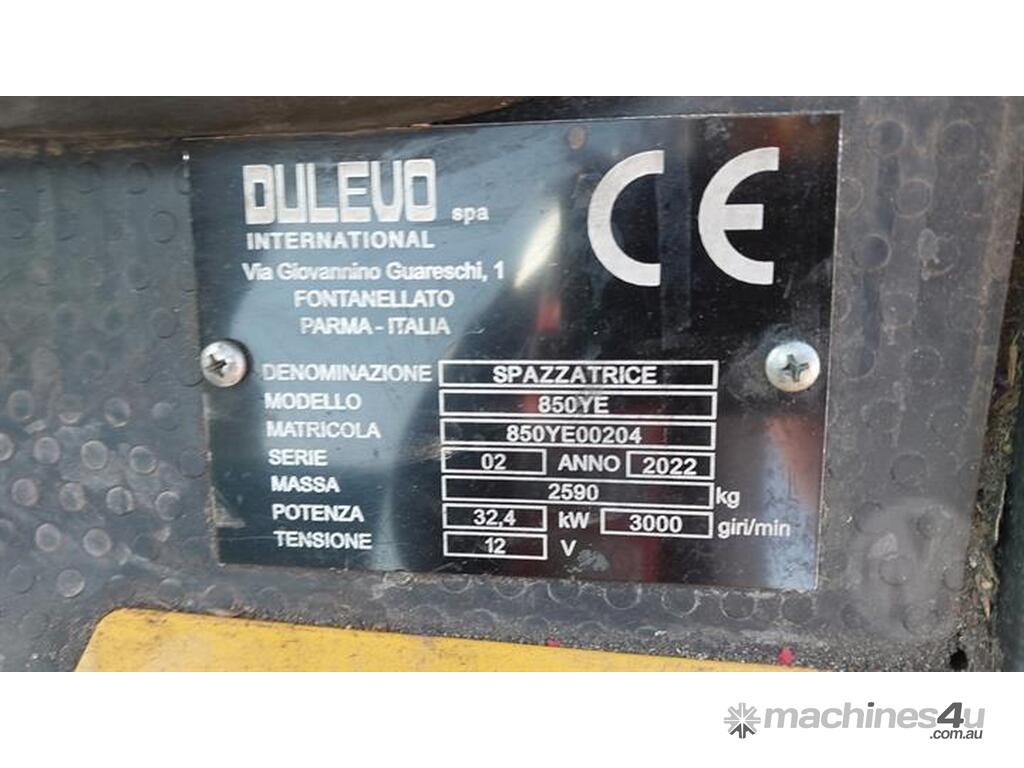 DULEVO spa
INTERNATIONAL
Via Giovannino Guareschi, 1
FONTANELLATO
PARMA - ITALIA
CE
DENOMINAZIONE SPAZZATRICE
MODELLO 850YE
MATRICOLA 850YE00204
SERIE 02 ANNO 2022
MASSA 2590 kg
POTENZA 32,4 kW 3000 giri/min
TENSIONE 12 V
machines4u
.com.au